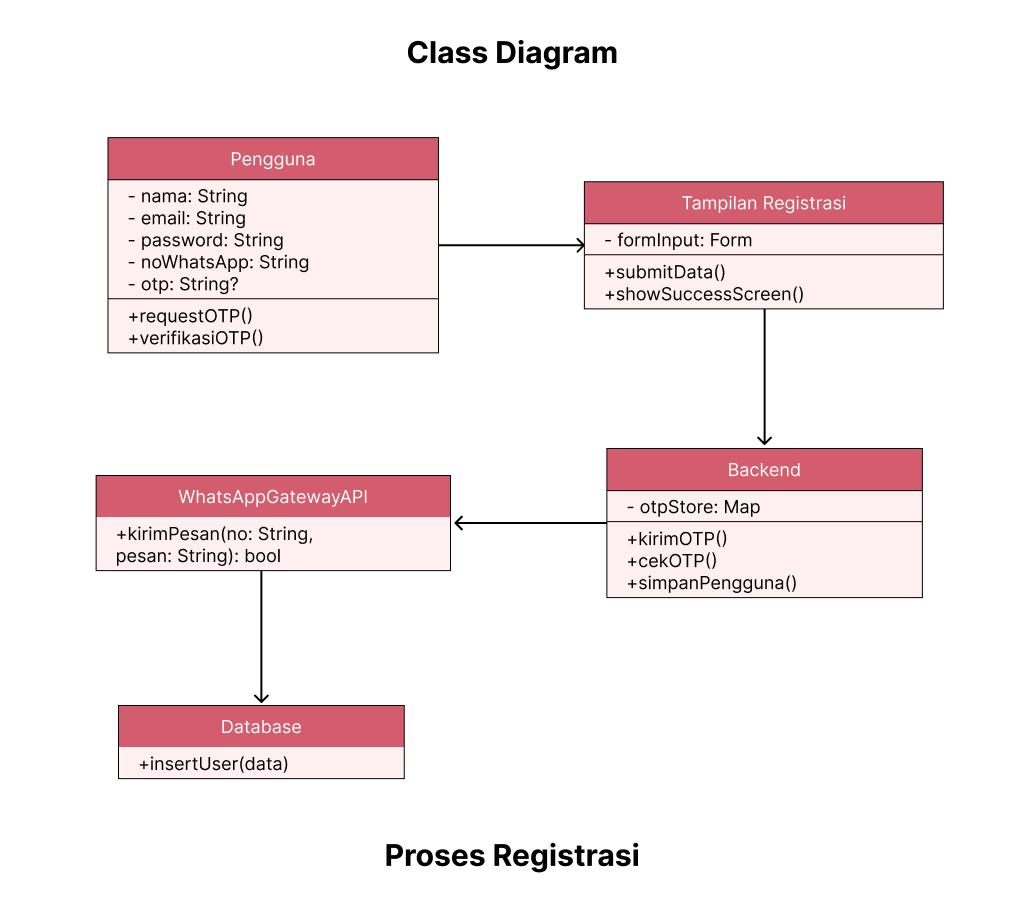 Class Diagram
Pengguna
- nama: String
- email: String
- password: String
- noWhatsApp: String
- otp: String?
+requestOTP()
+verifikasiOTP()
Tampilan Registrasi
- formInput: Form
+submitData()
+showSuccessScreen()
WhatsAppGatewayAPI
+kirimPesan(no: String,
pesan: String): bool
Backend
- otpStore: Map
+kirimOTP()
+cekOTP()
+simpanPengguna()
Database
+insertUser(data)
Proses Registrasi